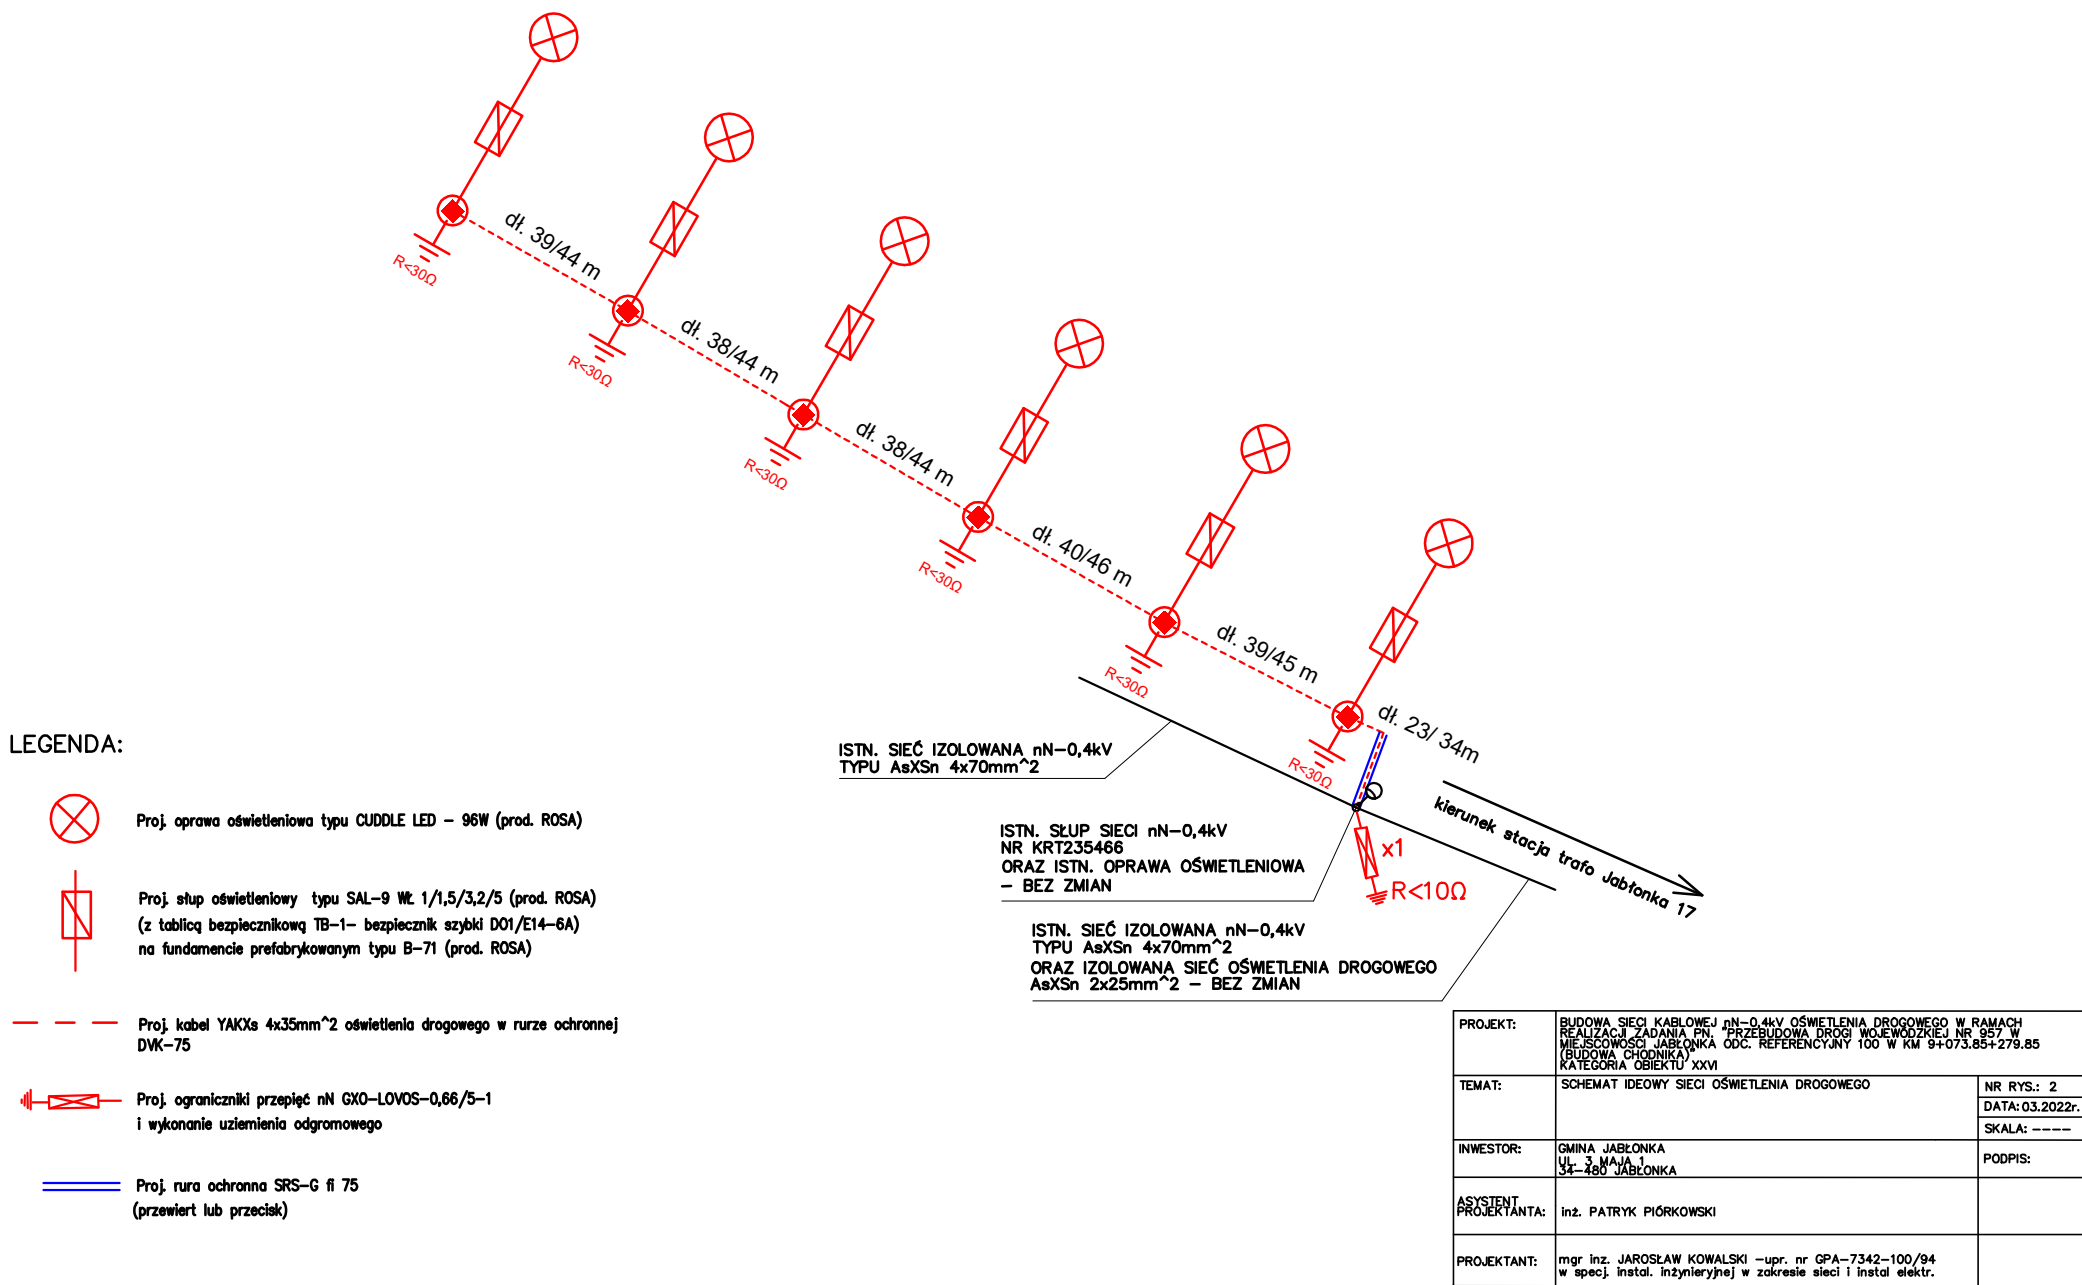 dł. 39/44 m
R<30Ω
dł. 38/44 m
R<30Ω
dł. 38/44 m
R<30Ω
dł. 40/46 m
R<30Ω
dł. 39/45 m
R<30Ω
dł. 23/ 34m
R<30Ω
ISTN. SIEĆ IZOLOWANA nN-0,4kV
TYPU AsXSn 4x70mm^2
kierunek stacja trafo Jabłonka 17
ISTN. SŁUP SIECI nN-0,4kV
NR KRT235466
ORAZ ISTN. OPRAWA OŚWIETLENIOWA
- BEZ ZMIAN
x1
R<10Ω
ISTN. SIEĆ IZOLOWANA nN-0,4kV
TYPU AsXSn 4x70mm^2
ORAZ IZOLOWANA SIEĆ OŚWIETLENIA DROGOWEGO
AsXSn 2x25mm^2 - BEZ ZMIAN
LEGENDA:
Proj. oprawa oświetleniowa typu CUDDLE LED - 96W (prod. ROSA)
Proj. słup oświetleniowy typu SAL-9 WŁ 1/1,5/3,2/5 (prod. ROSA)
(z tablicą bezpiecznikową TB-1- bezpiecznik szybki D01/E14-6A)
na fundamencie prefabrykowanym typu B-71 (prod. ROSA)
Proj. kabel YAKXs 4x35mm^2 oświetlenia drogowego w rurze ochronnej
DVK-75
Proj. ograniczniki przepięć nN GXO-LOVOS-0,66/5-1
i wykonanie uziemienia odgromowego
Proj. rura ochronna SRS-G fi 75
(przewiert lub przecisk)
PROJEKT:
BUDOWA SIECI KABLOWEJ nN-0,4kV OŚWIETLENIA DROGOWEGO W RAMACH
REALIZACJI ZADANIA PN. "PRZEBUDOWA DROGI WOJEWÓDZKIEJ NR 957 W
MIEJSCOWOŚCI JABŁONKA ODC. REFERENCYJNY 100 W KM 9+073.85+279.85
(BUDOWA CHODNIKA)"
KATEGORIA OBIEKTU XXVI
TEMAT:
SCHEMAT IDEOWY SIECI OŚWIETLENIA DROGOWEGO
NR RYS.: 2
DATA: 03.2022r.
SKALA: ----
INWESTOR:
GMINA JABŁONKA
UL. 3 MAJA 1
34-480 JABŁONKA
PODPIS:
ASYSTENT
PROJEKTANTA:
inż. PATRYK PIÓRKOWSKI
PROJEKTANT:
mgr inz. JAROSŁAW KOWALSKI -upr. nr GPA-7342-100/94
w specj. instal. inżynieryjnej w zakresie sieci i instal elektr.